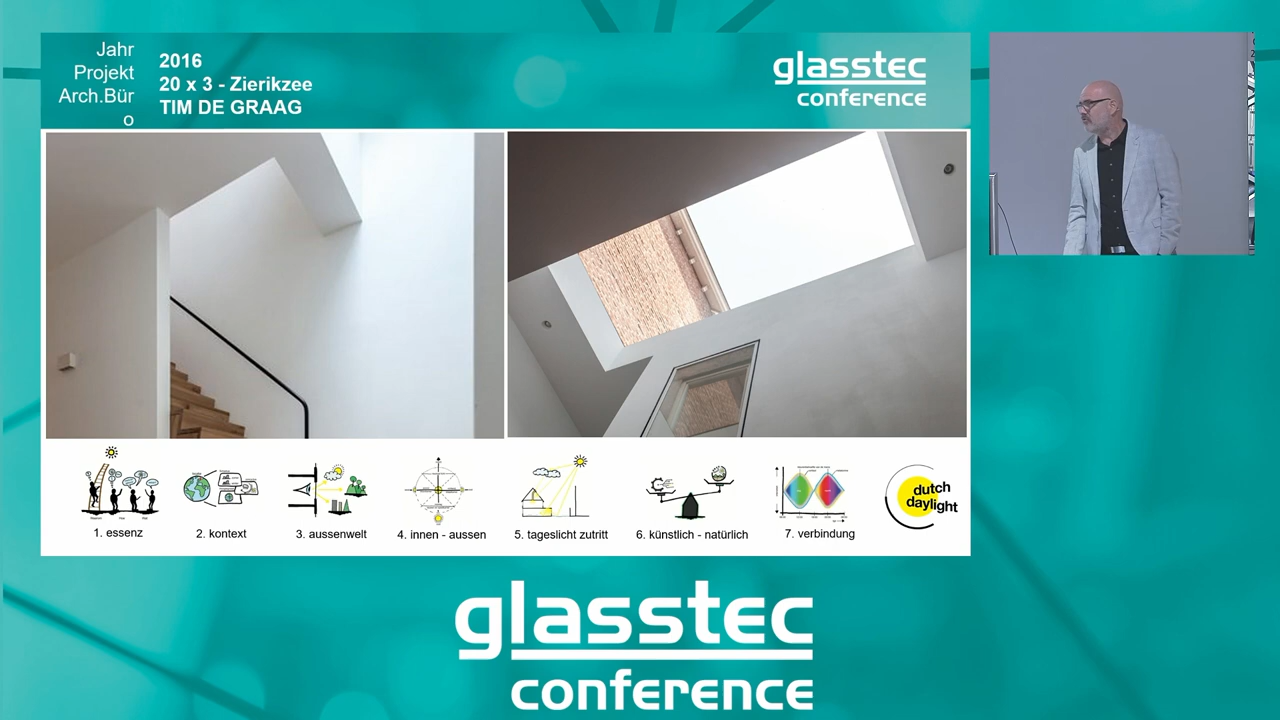 Jahr
Projekt
Arch.Bür
o
2016
20 x 3 - Zierikzee
TIM DE GRAAG
glasstec
conference
1. essenz
2. kontext
3. aussenwelt
4. innen - aussen
5. tageslicht zutritt
6. künstlich - natürlich
7. verbindung
dutch
daylight
glasstec
conference